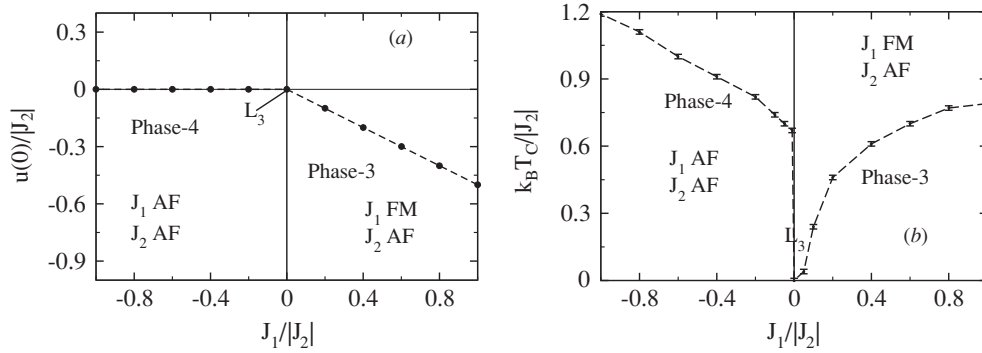 (a)
0.3
0
-0.3
-0.6
-0.9
u(0)/|J2|
L3
Phase-4
Phase-3
J1 AF
J2 AF
J1 FM
J2 AF
-0.8 -0.4 0 0.4 0.8
J1/|J2|
1.2
0.9
0.6
0.3
0
kBTC/|J2|
J1 FM
J2 AF
Phase-4
J1 AF
J2 AF
Phase-3
L3
(b)
-0.8 -0.4 0 0.4 0.8
J1/|J2|